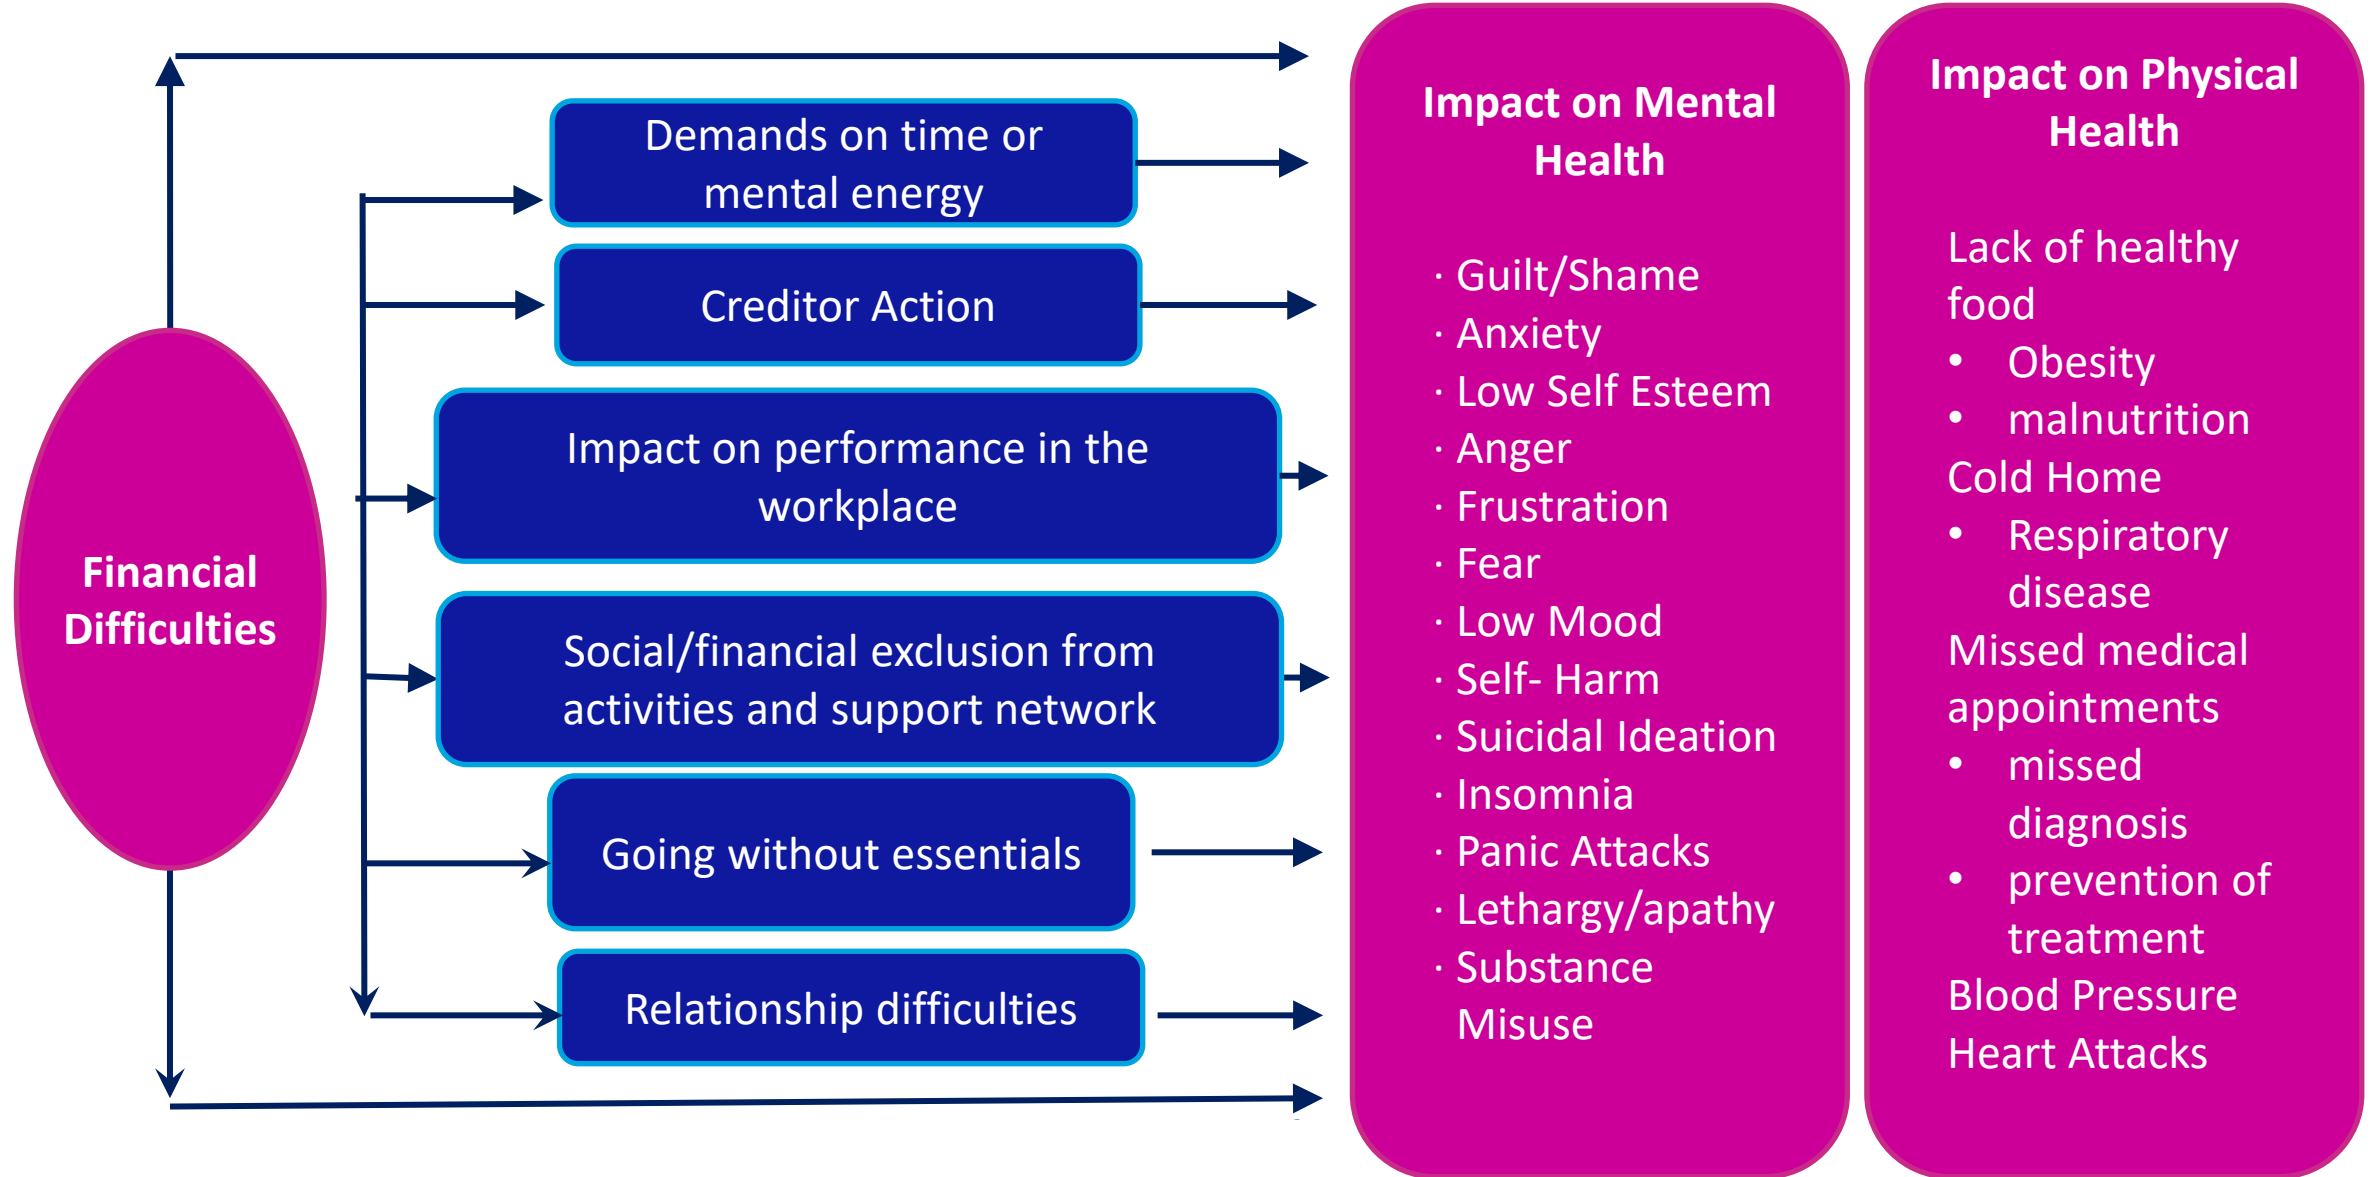 Financial
Difficulties
Demands on time or
mental energy
Creditor Action
Impact on performance in the
workplace
Social/financial exclusion from
activities and support network
Going without essentials
Relationship difficulties
Impact on Mental
Health
· Guilt/Shame
· Anxiety
· Low Self Esteem
· Anger
· Frustration
· Fear
· Low Mood
· Self- Harm
· Suicidal Ideation
· Insomnia
· Panic Attacks
· Lethargy/apathy
· Substance
Misuse
Impact on Physical
Health
Lack of healthy
food
• Obesity
• malnutrition
Cold Home
• Respiratory
disease
Missed medical
appointments
• missed
diagnosis
• prevention of
treatment
Blood Pressure
Heart Attacks